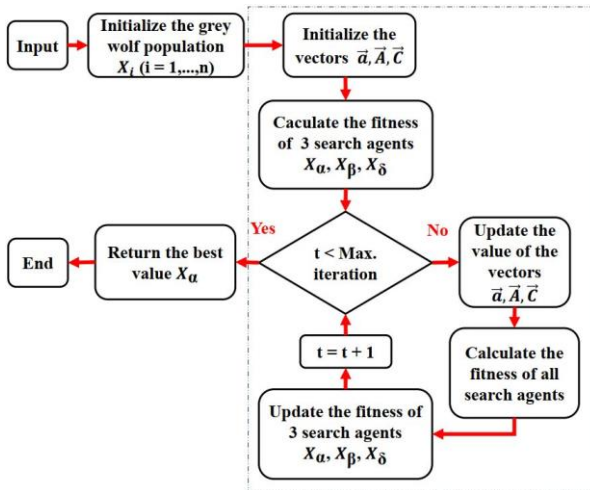 Input
Initialize the grey
wolf population
X_i (i = 1,...,n)
Initialize the
vectors a⃗, A⃗, C⃗
Caculate the fitness
of 3 search agents
Xα, Xβ, Xδ
Yes
t < Max.
iteration
No
Return the best
value Xα
End
Update the
value of the
vectors
a⃗, A⃗, C⃗
Calculate the
fitness of all
search agents
Update the fitness of
3 search agents
Xα, Xβ, Xδ
t = t + 1